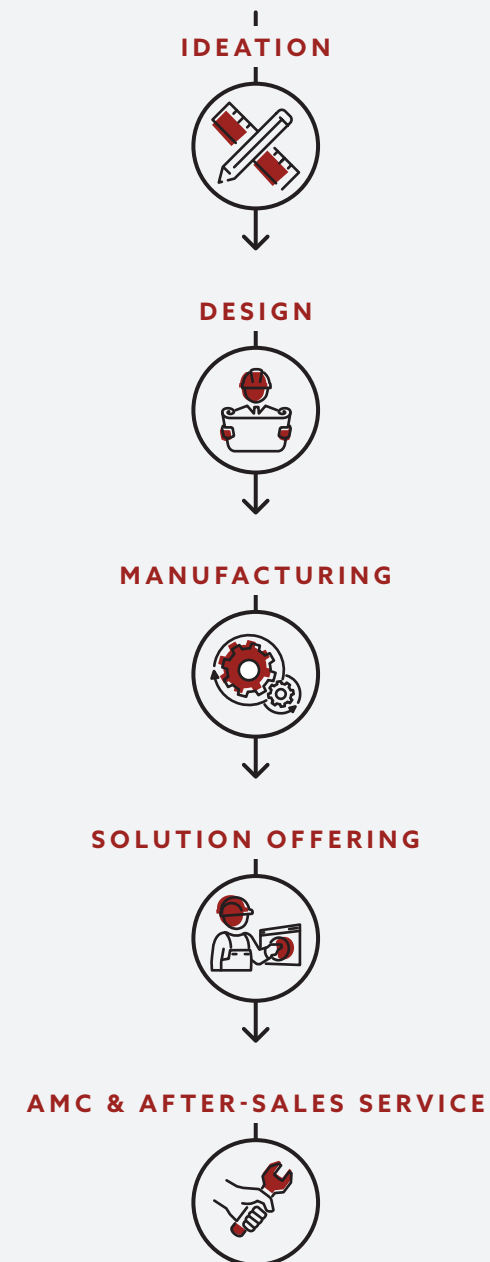 IDEATION
DESIGN
MANUFACTURING
SOLUTION OFFERING
AMC & AFTER-SALES SERVICE